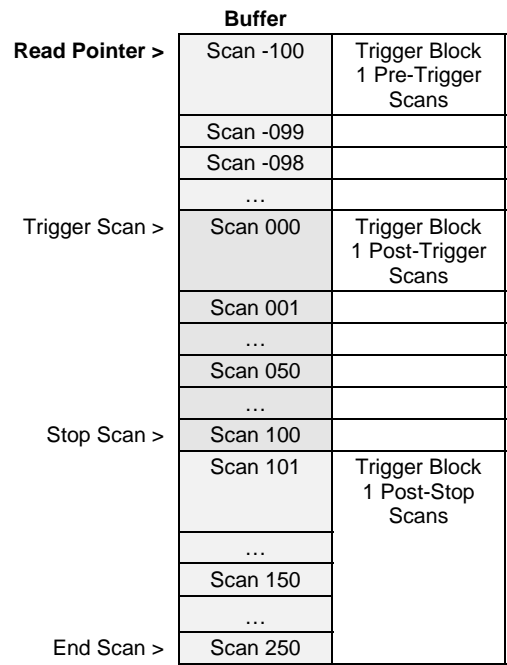 Buffer
Read Pointer > Scan -100 Trigger Block
1 Pre-Trigger
Scans
Scan -099
Scan -098
…
Trigger Scan > Scan 000 Trigger Block
1 Post-Trigger
Scans
Scan 001
…
Scan 050
…
Stop Scan > Scan 100
Scan 101 Trigger Block
1 Post-Stop
Scans
…
Scan 150
…
End Scan > Scan 250